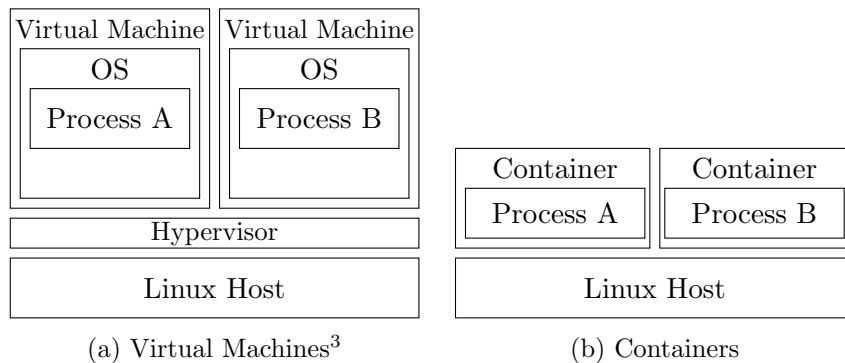 Virtual Machine Virtual Machine
OS OS
Process A Process B
Hypervisor
Linux Host
(a) Virtual Machines³
Container Container
Process A Process B
Linux Host
(b) Containers